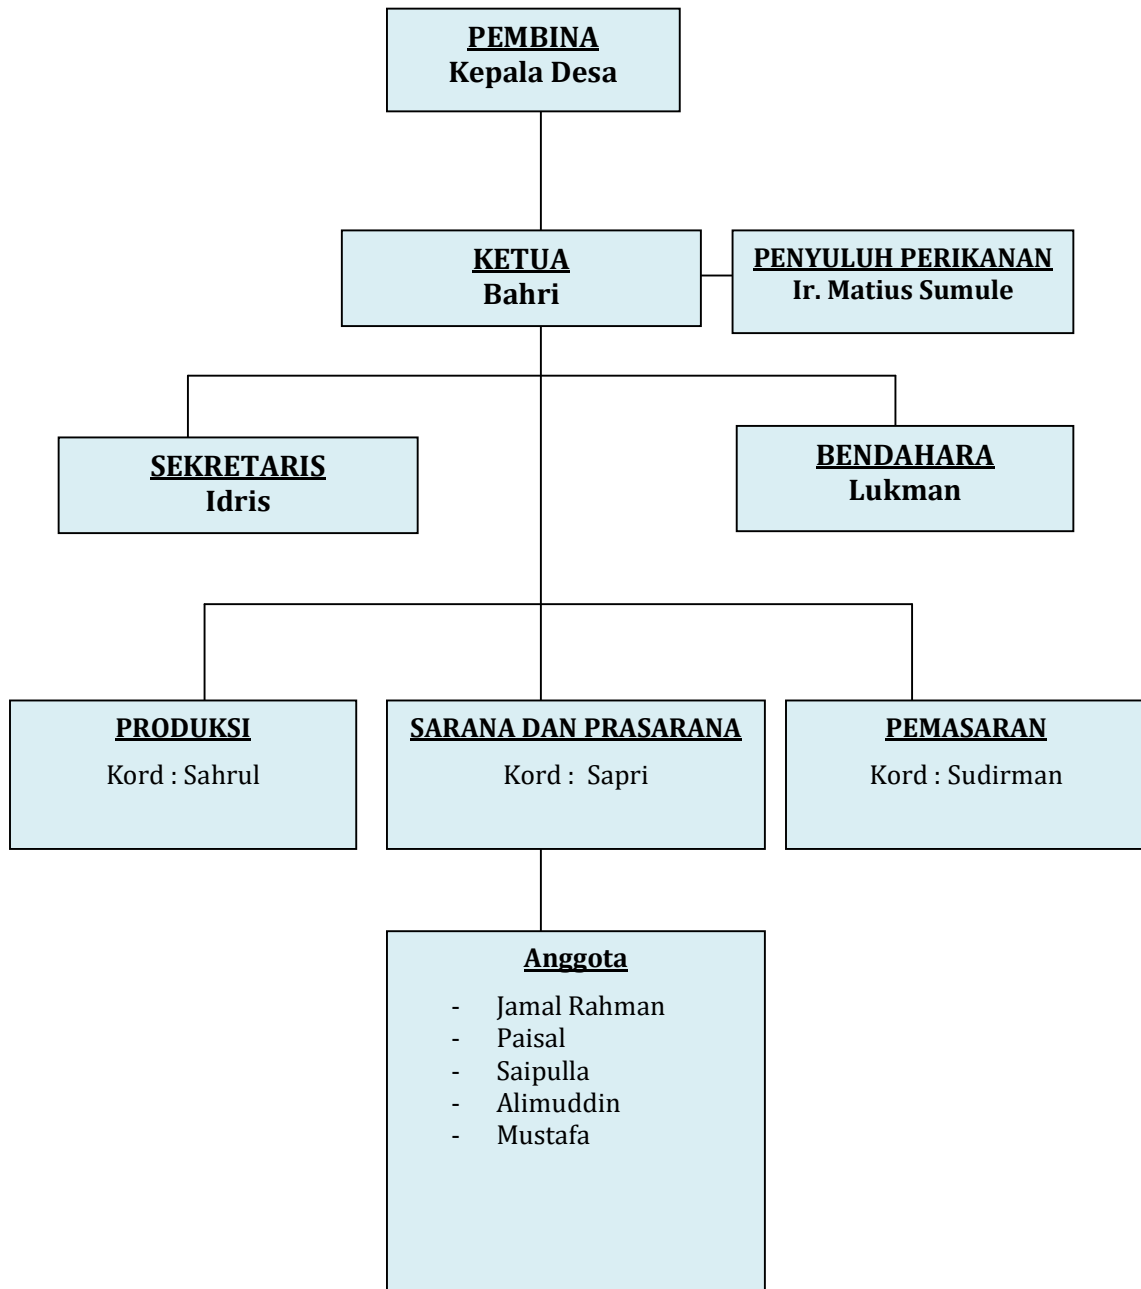 PEMBINA
Kepala Desa
KETUA
Bahri
PENYULUH PERIKANAN
Ir. Matius Sumule
SEKRETARIS
Idris
BENDAHARA
Lukman
PRODUKSI
Kord : Sahrul
SARANA DAN PRASARANA
Kord :  Sapri
PEMASARAN
Kord : Sudirman
Anggota
- Jamal Rahman
- Paisal
- Saipulla
- Alimuddin
- Mustafa